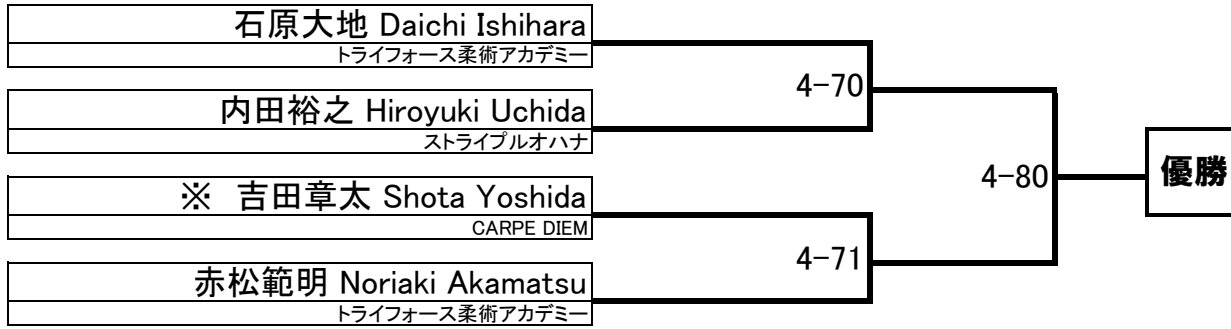 石原大地 Daichi Ishihara
トライフォース柔術アカデミー
4-70
内田裕之 Hiroyuki Uchida
ストライプルオハナ
4-80
優勝
※　吉田章太 Shota Yoshida
CARPE DIEM
4-71
赤松範明 Noriaki Akamatsu
トライフォース柔術アカデミー